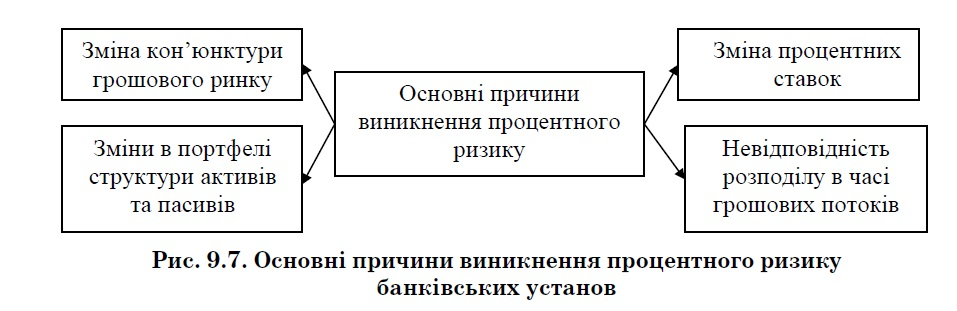 Зміна кон’юнктури
грошового ринку
Зміни в портфелі
структури активів
та пасивів
Основні причини
виникнення процентного
ризику
Зміна процентних
ставок
Невідповідність
розподілу в часі
грошових потоків
Рис. 9.7. Основні причини виникнення процентного ризику
банківських установ